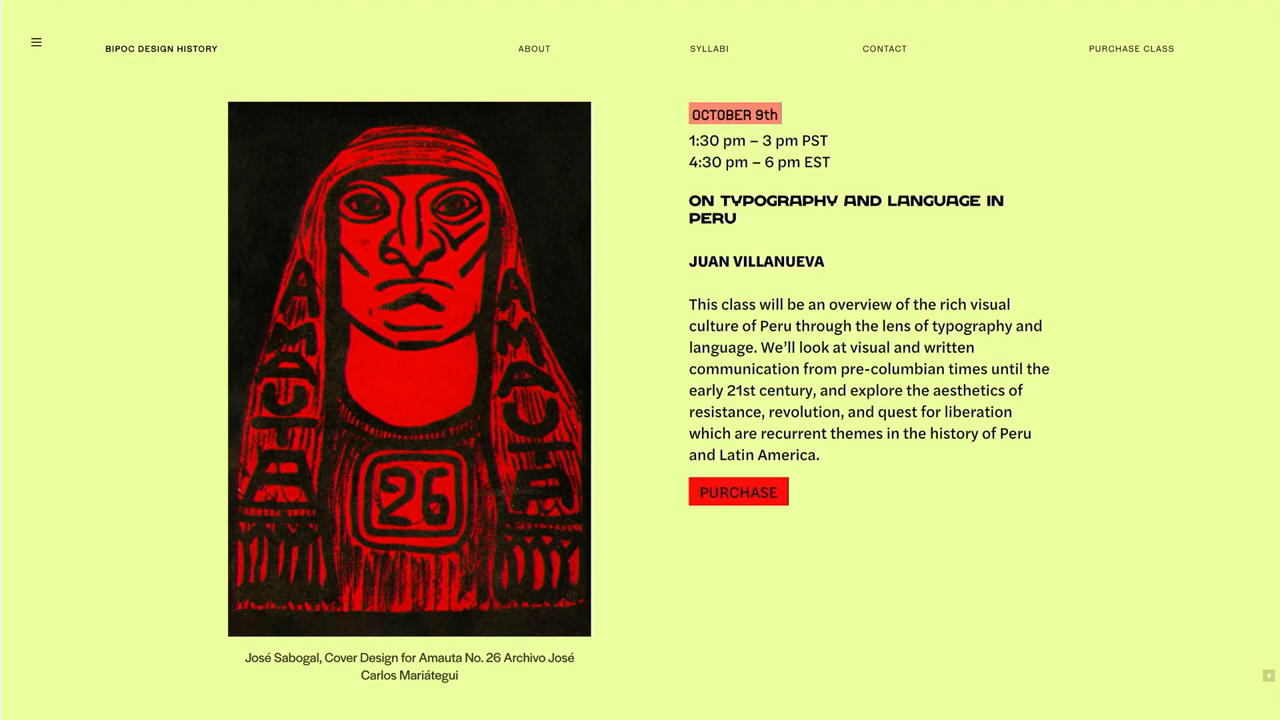 BIPOC DESIGN HISTORY
ABOUT
SYLLABI
CONTACT
PURCHASE CLASS
AMAUTA
AMAUTA
26
José Sabogal, Cover Design for Amauta No. 26 Archivo José
Carlos Mariátegui
OCTOBER 9th
1:30 pm – 3 pm PST
4:30 pm – 6 pm EST
ON TYPOGRAPHY AND LANGUAGE IN
PERU
JUAN VILLANUEVA
This class will be an overview of the rich visual
culture of Peru through the lens of typography and
language. We’ll look at visual and written
communication from pre-columbian times until the
early 21st century, and explore the aesthetics of
resistance, revolution, and quest for liberation
which are recurrent themes in the history of Peru
and Latin America.
PURCHASE